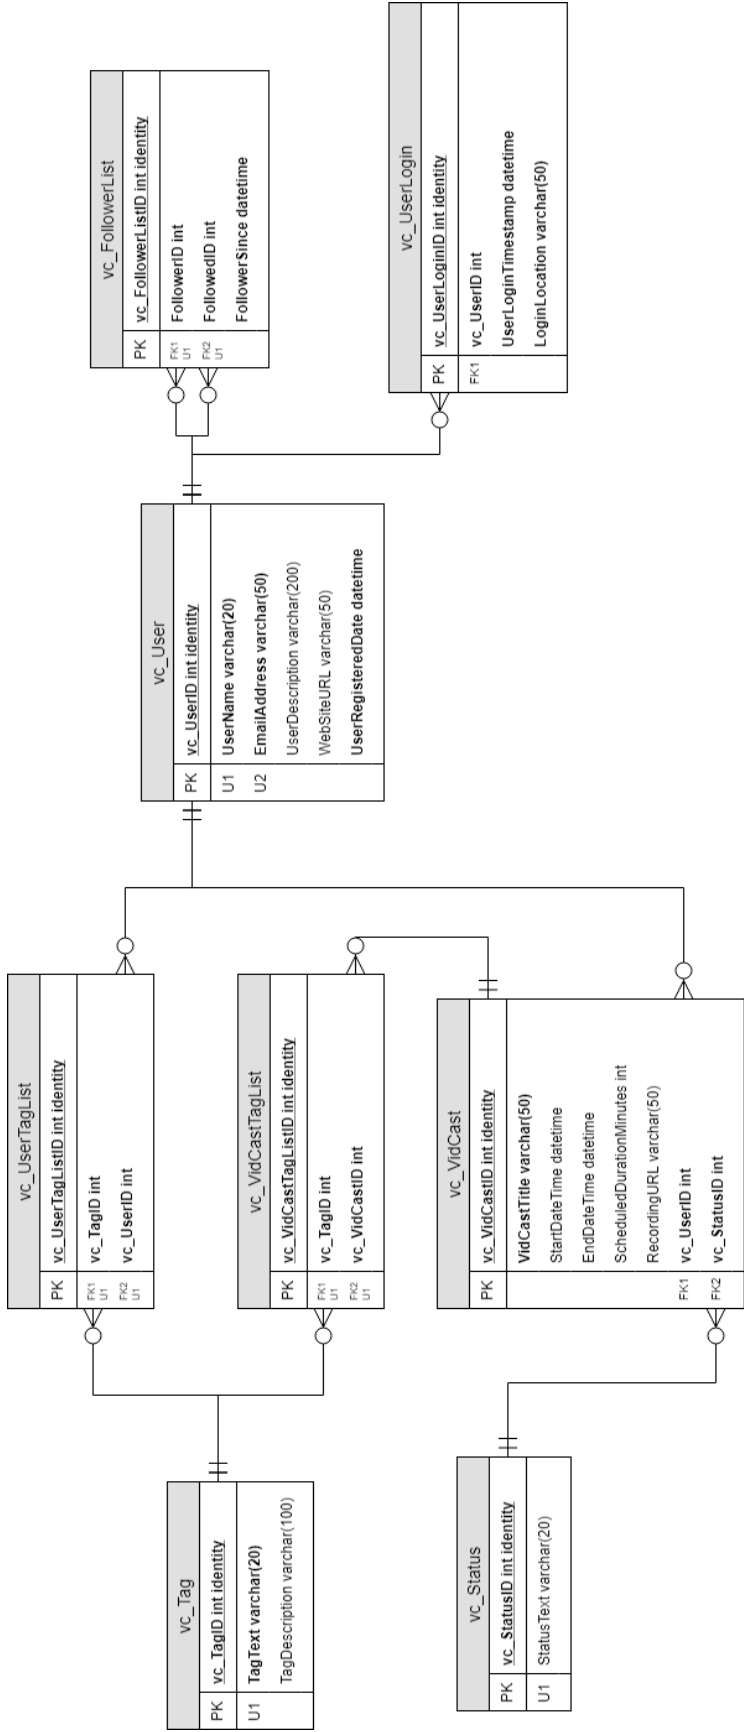 vc_Tag
PK vc_TagID int identity
U1 TagText varchar(20)
TagDescription varchar(100)
vc_Status
PK vc_StatusID int identity
U1 StatusText varchar(20)
vc_UserTagList
PK vc_UserTagListID int identity
FK1 U1 vc_TagID int
FK2 U1 vc_UserID int
vc_VidCastTagList
PK vc_VidCastTagListID int identity
FK1 U1 vc_TagID int
FK2 U1 vc_VidCastID int
vc_VidCast
PK vc_VidCastID int identity
VidCastTitle varchar(50)
StartDateTime datetime
EndDateTime datetime
ScheduledDurationMinutes int
RecordingURL varchar(50)
FK1 vc_UserID int
FK2 vc_StatusID int
vc_User
PK vc_UserID int identity
U1 UserName varchar(20)
U2 EmailAddress varchar(50)
UserDescription varchar(200)
WebSiteURL varchar(50)
UserRegisteredDate datetime
vc_FollowerList
PK vc_FollowerListID int identity
FK1 U1 FollowerID int
FK2 U1 FollowedID int
FollowerSince datetime
vc_UserLogin
PK vc_UserLoginID int identity
FK1 vc_UserID int
UserLoginTimestamp datetime
LoginLocation varchar(50)